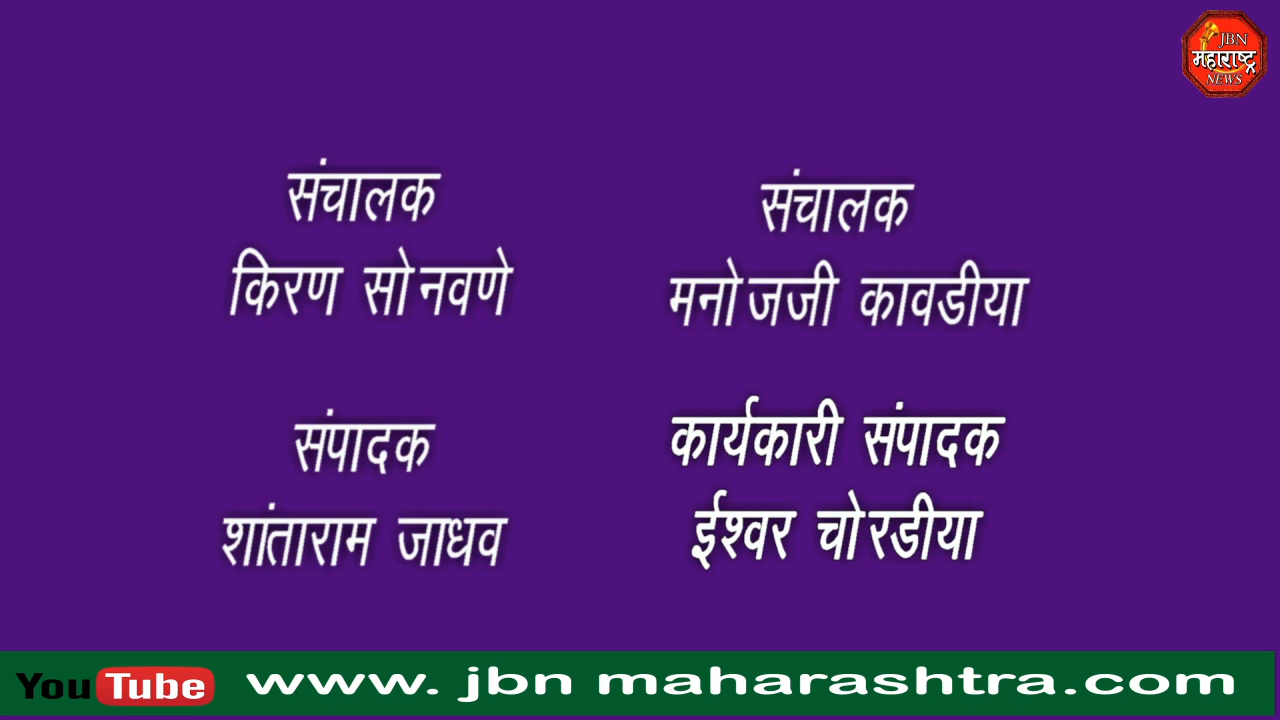 JBN
महाराष्ट्र
NEWS
संचालक
किरण सोनवणे
संचालक
मनोजजी कावडीया
संपादक
शांताराम जाधव
कार्यकारी संपादक
ईश्वर चोरडीया
YouTube www. jbn maharashtra.com